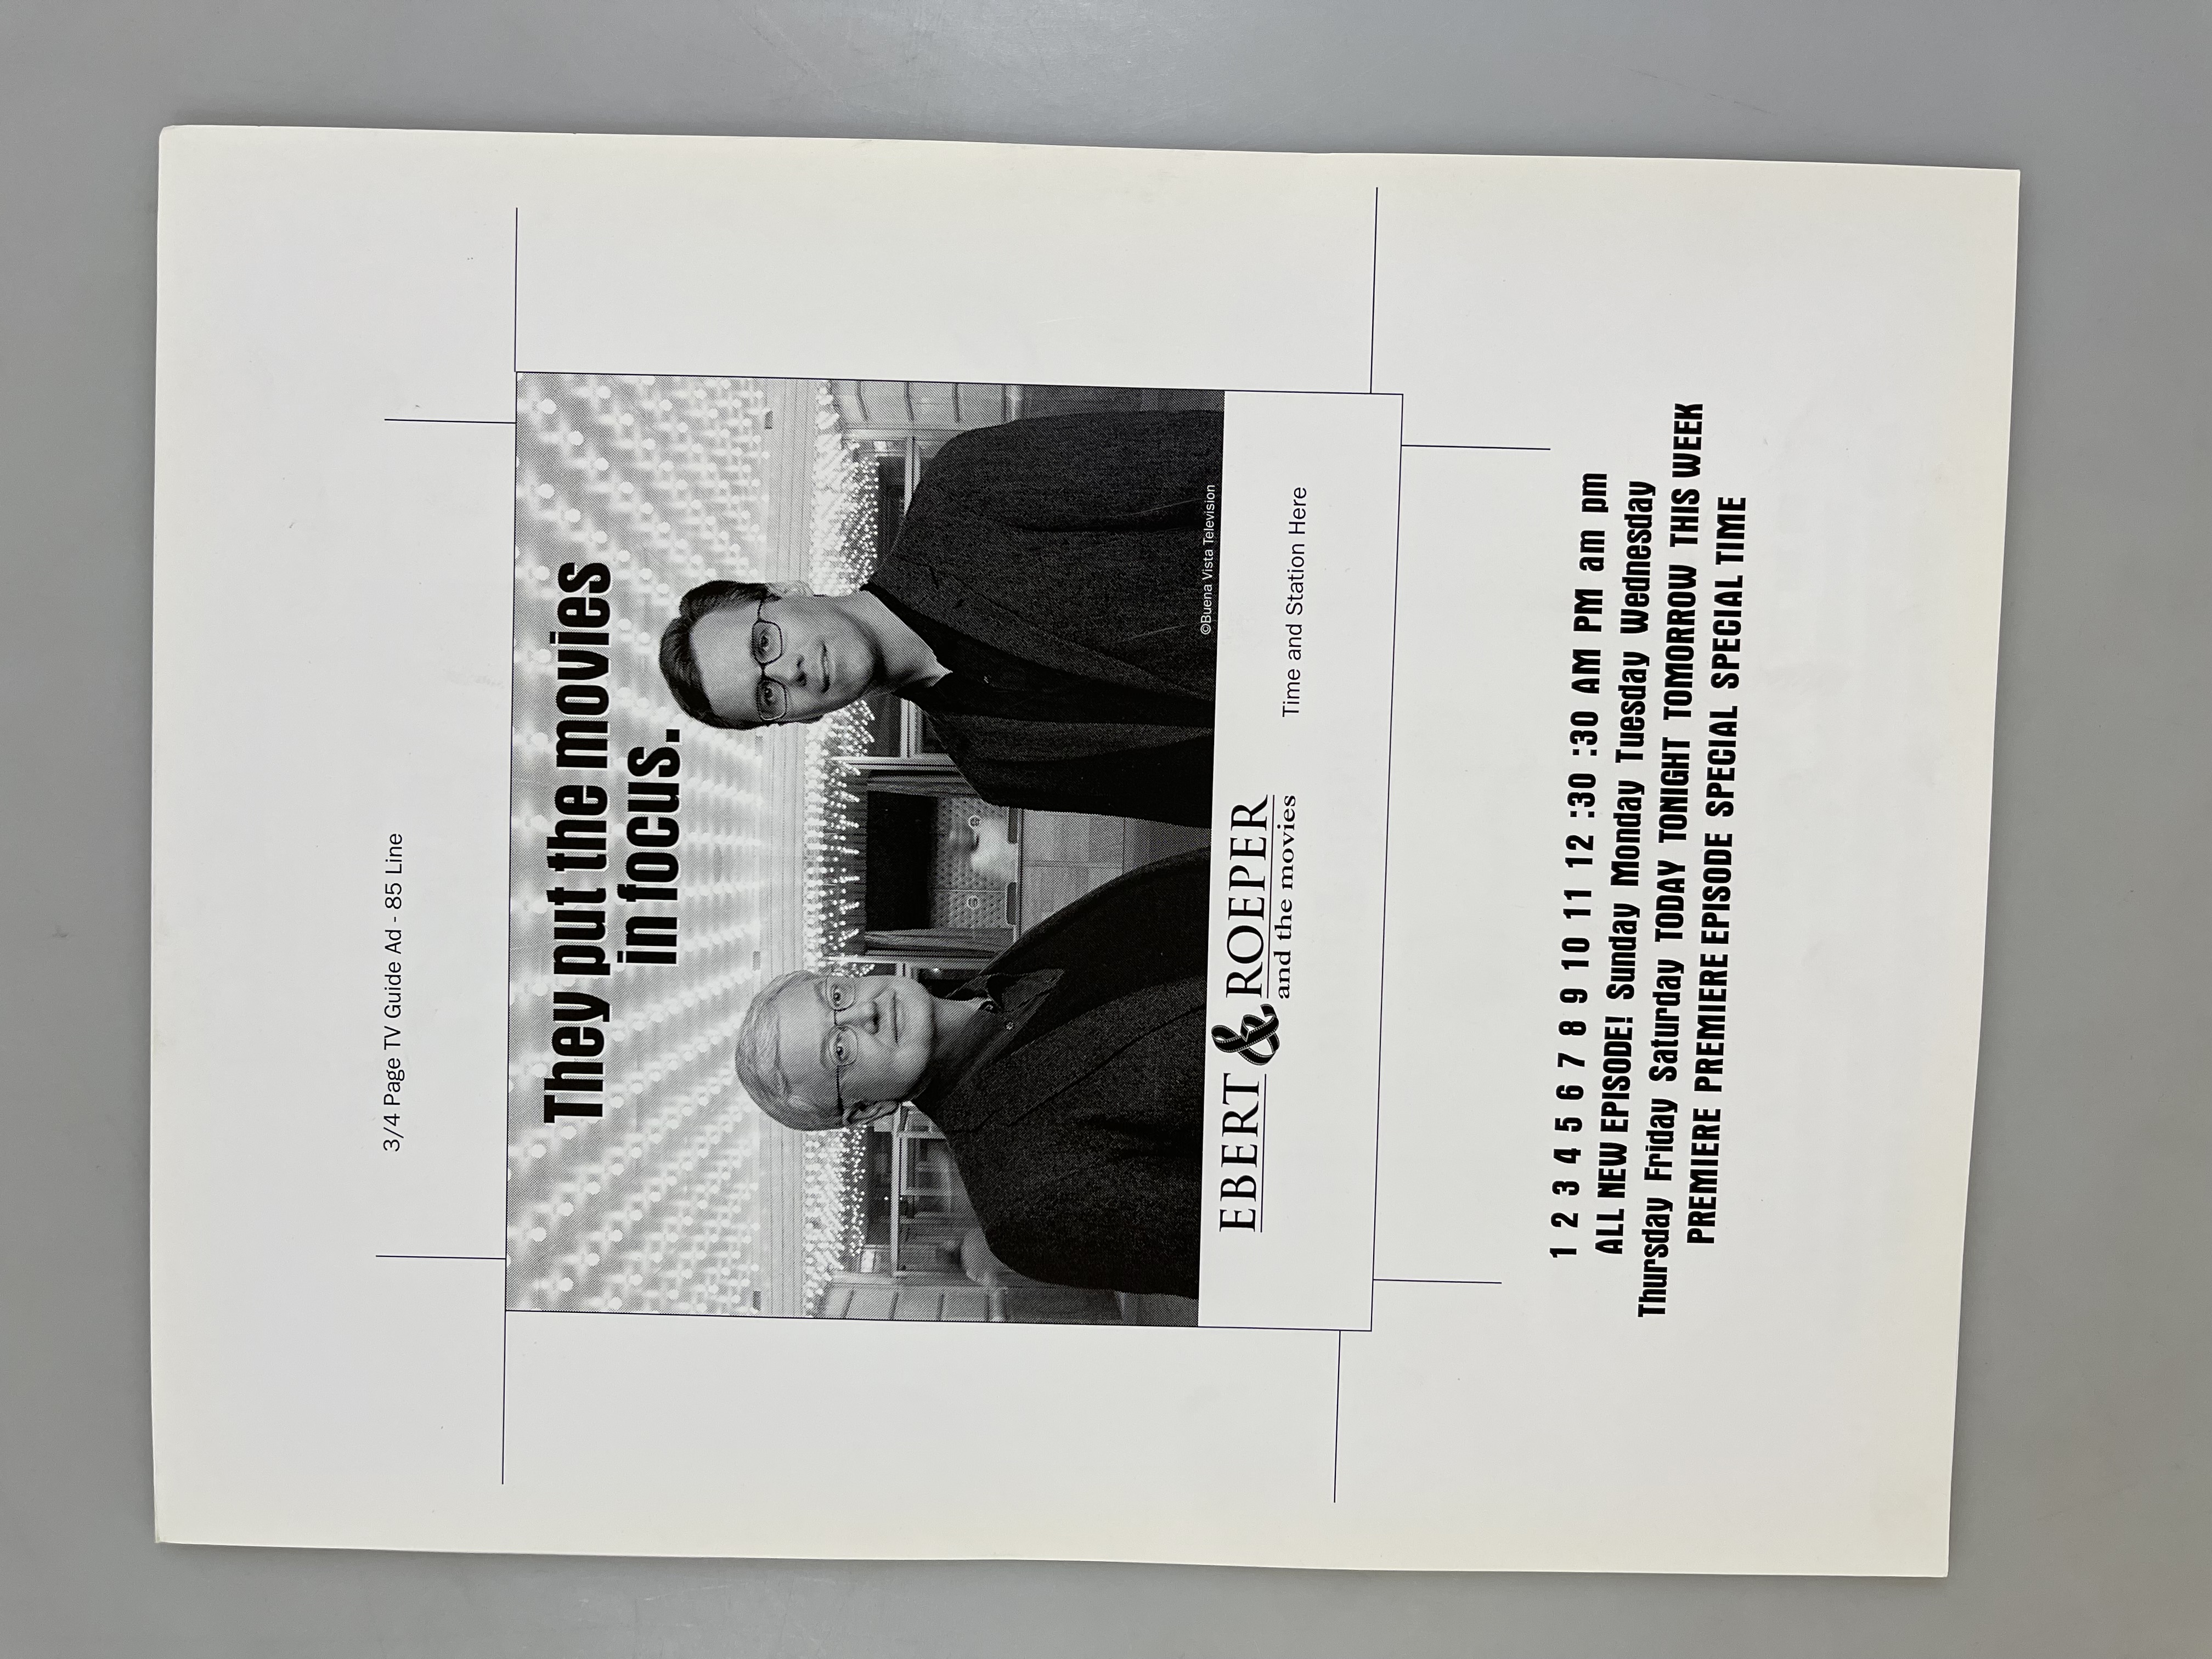 3/4 Page TV Guide Ad - 85 Line
They put the movies
in focus.
©Buena Vista Television
EBERT & ROEPER
and the movies
Time and Station Here
1 2 3 4 5 6 7 8 9 10 11 12 :30 :30 AM PM am pm
ALL NEW EPISODE! Sunday Monday Tuesday Wednesday
Thursday Friday Saturday TODAY TONIGHT TOMORROW THIS WEEK
PREMIERE PREMIERE EPISODE SPECIAL SPECIAL TIME